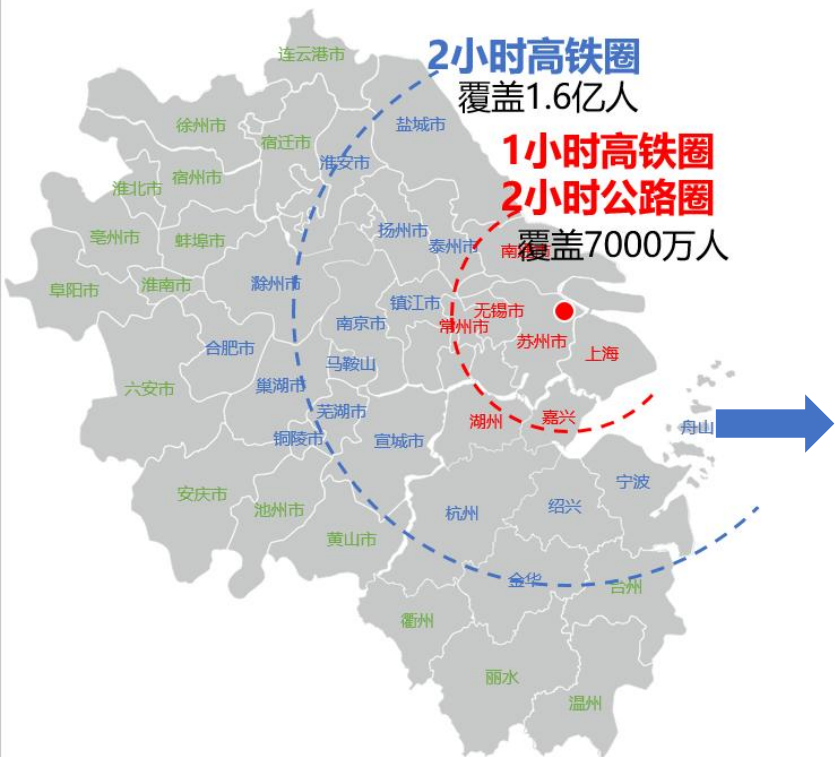 连云港市
2小时高铁圈
覆盖1.6亿人
徐州市
盐城市
宿迁市
1小时高铁圈
淮安市
宿州市
淮北市
2小时公路圈
扬州市
亳州市
蚌埠市
泰州市
南
覆盖7000万人
滁州市
淮南市
阜阳市
镇江市
无锡市
南京市
常州市
苏州市
合肥市
上海
马鞍山
巢湖市
六安市
芜湖市
嘉兴
湖州
舟山
铜陵市
宣城市
宁波
安庆市
绍兴
池州市
杭州
黄山市
金华
台州
衢州
丽水
温州